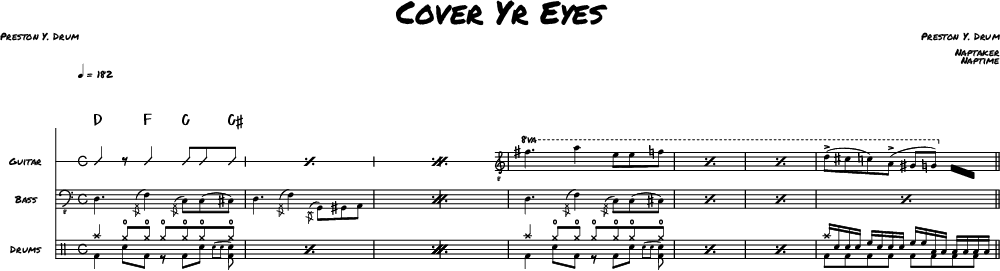 Cover Yr Eyes
Preston Y. Drum
Preston Y. Drum
Naptaker
Naptime
= 182
D F C C#
Guitar
8va
Bass
Drums